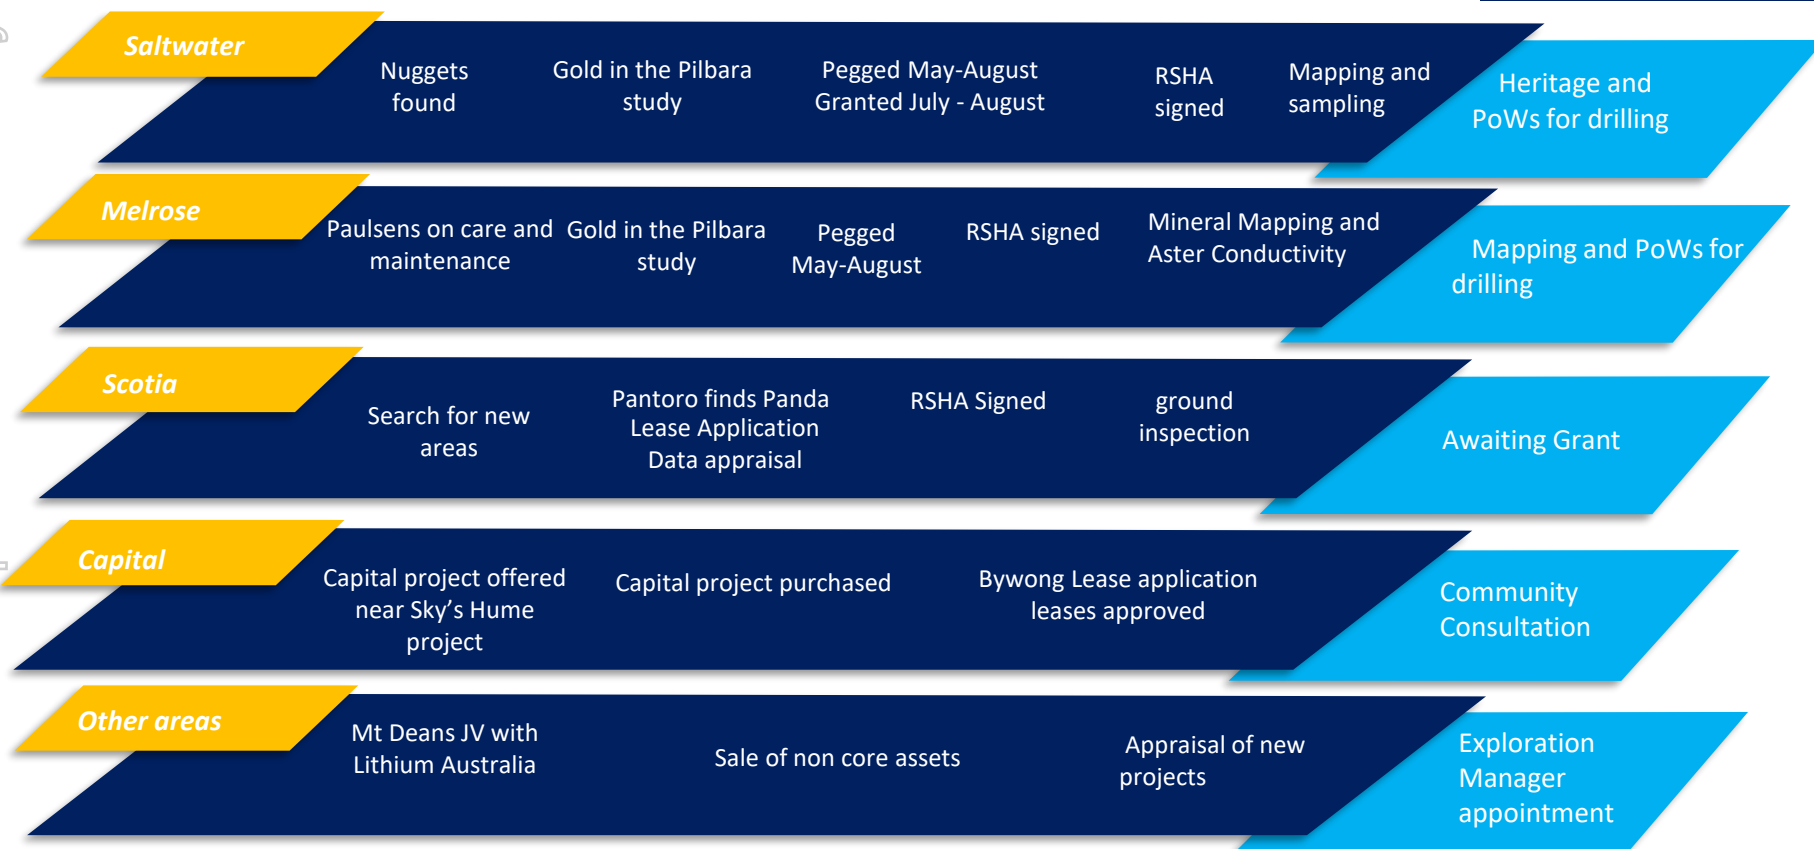 Saltwater
Nuggets
found
Gold in the Pilbara
study
Pegged May-August
Granted July - August
RSHA
signed
Mapping and
sampling
Heritage and
PoWs for drilling
Melrose
Paulsens on care and
maintenance
Gold in the Pilbara
study
Pegged
May-August
RSHA signed
Mineral Mapping and
Aster Conductivity
Mapping and PoWs for
drilling
Scotia
Search for new
areas
Pantoro finds Panda
Lease Application
Data appraisal
RSHA Signed
ground
inspection
Awaiting Grant
Capital
Capital project offered
near Sky’s Hume
project
Capital project purchased
Bywong Lease application
leases approved
Community
Consultation
Other areas
Mt Deans JV with
Lithium Australia
Sale of non core assets
Appraisal of new
projects
Exploration
Manager
appointment